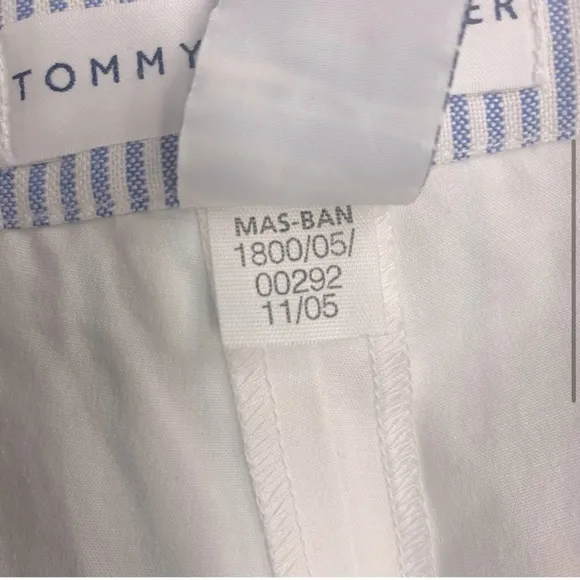 TOMMY ER
MAS-BAN
1800/05/
00292
11/05